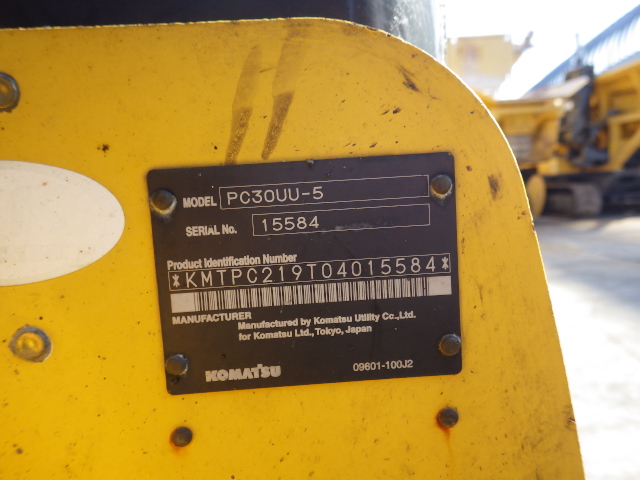 MODEL PC30UU-5
SERIAL No. 15584
Product Identification Number
*KMTPC219T04015584*
MANUFACTURER
Manufactured by Komatsu Utility Co.,Ltd.
for Komatsu Ltd., Tokyo, Japan
KOMATSU 09601-100J2